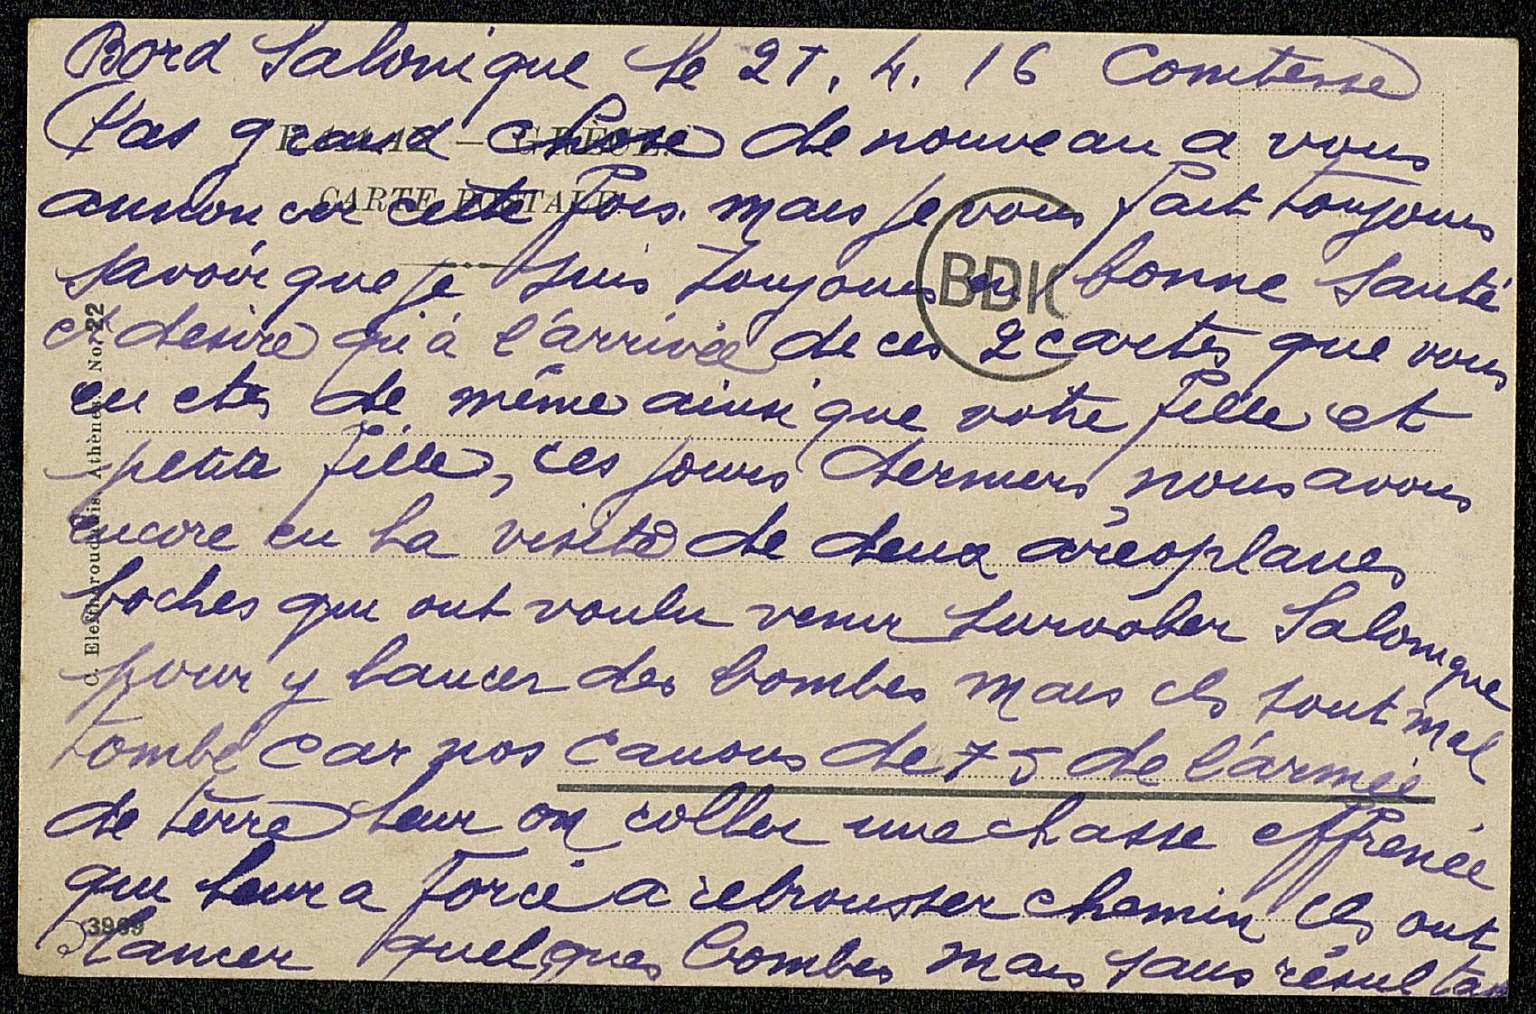 Bord Salonique le 27. 4. 16 Comtesse
Pas grand chose de nouveau a vous
annoncer cette fois. mais je vous fait toujours
savoir que je suis toujours en bonne santé
et desire qu'à l'arrivée de ces 2 cartes que vous
en etes de même ainsi que votre fille et
petite fille, ces jours derniers nous avons
encore eu la visite de deux aréoplanes
boches qui ont voulu venir survoler Salonique
pour y lancer des bombes mais ils sont mal
tombé car nos canons de 75 de l'armée
de terre leur on coller une chasse effrenée
qui leur a forcé a rebrousser chemin ils ont
lancer quelques bombes mais sans résultat
GRÈCE.
CARTE POSTALE
BDIC
C. Eleftheroudakis, Athènes. No. 22
3969